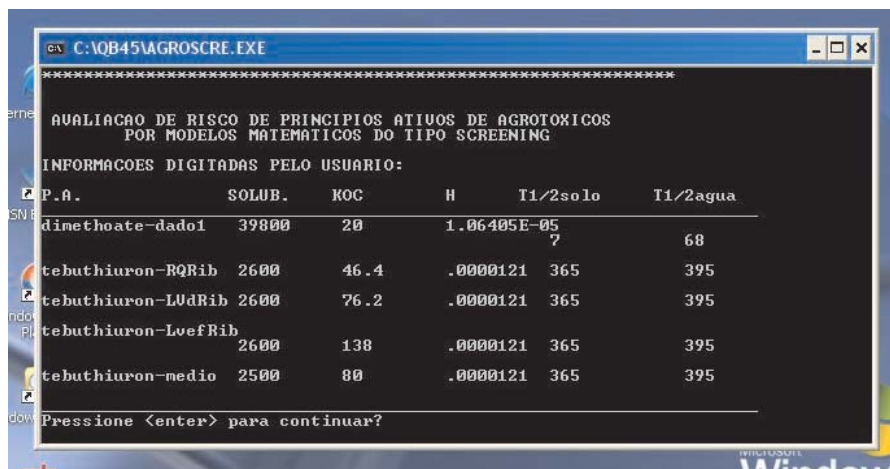 C:\QB45\AGROSCRE.EXE
**************************************************************
AVALIACAO DE RISCO DE PRINCIPIOS ATIVOS DE AGROTOXICOS
POR MODELOS MATEMATICOS DO TIPO SCREENING
INFORMACOES DIGITADAS PELO USUARIO:
P.A. SOLUB. KOC H T1/2solo T1/2agua
dimethoate-dado1 39800 20 1.06405E-05
7 68
tebuthiuron-RQRib 2600 46.4 .0000121 365 395
tebuthiuron-LVdRib 2600 76.2 .0000121 365 395
tebuthiuron-LvefRib
2600 138 .0000121 365 395
tebuthiuron-medio 2500 80 .0000121 365 395
Pressione <enter> para continuar?
Microsoft